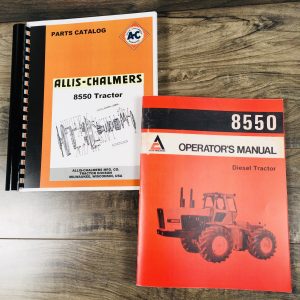 PARTS CATALOG
A-C
ALLIS-CHALMERS
8550 Tractor
ALLIS-CHALMERS MFG. CO.
TRACTOR DIVISION
MILWAUKEE, WISCONSIN, USA
8550
OPERATOR'S MANUAL
Diesel Tractor